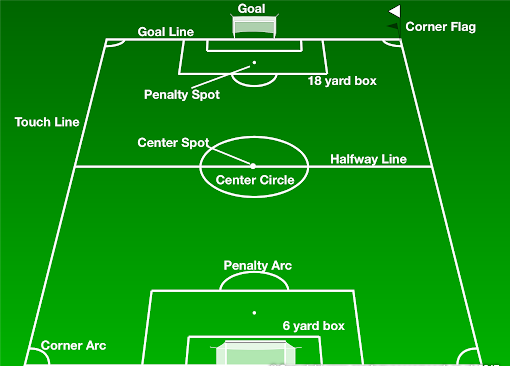 Goal
Corner Flag
Goal Line
18 yard box
Penalty Spot
Touch Line
Center Spot
Halfway Line
Center Circle
Penalty Arc
6 yard box
Corner Arc